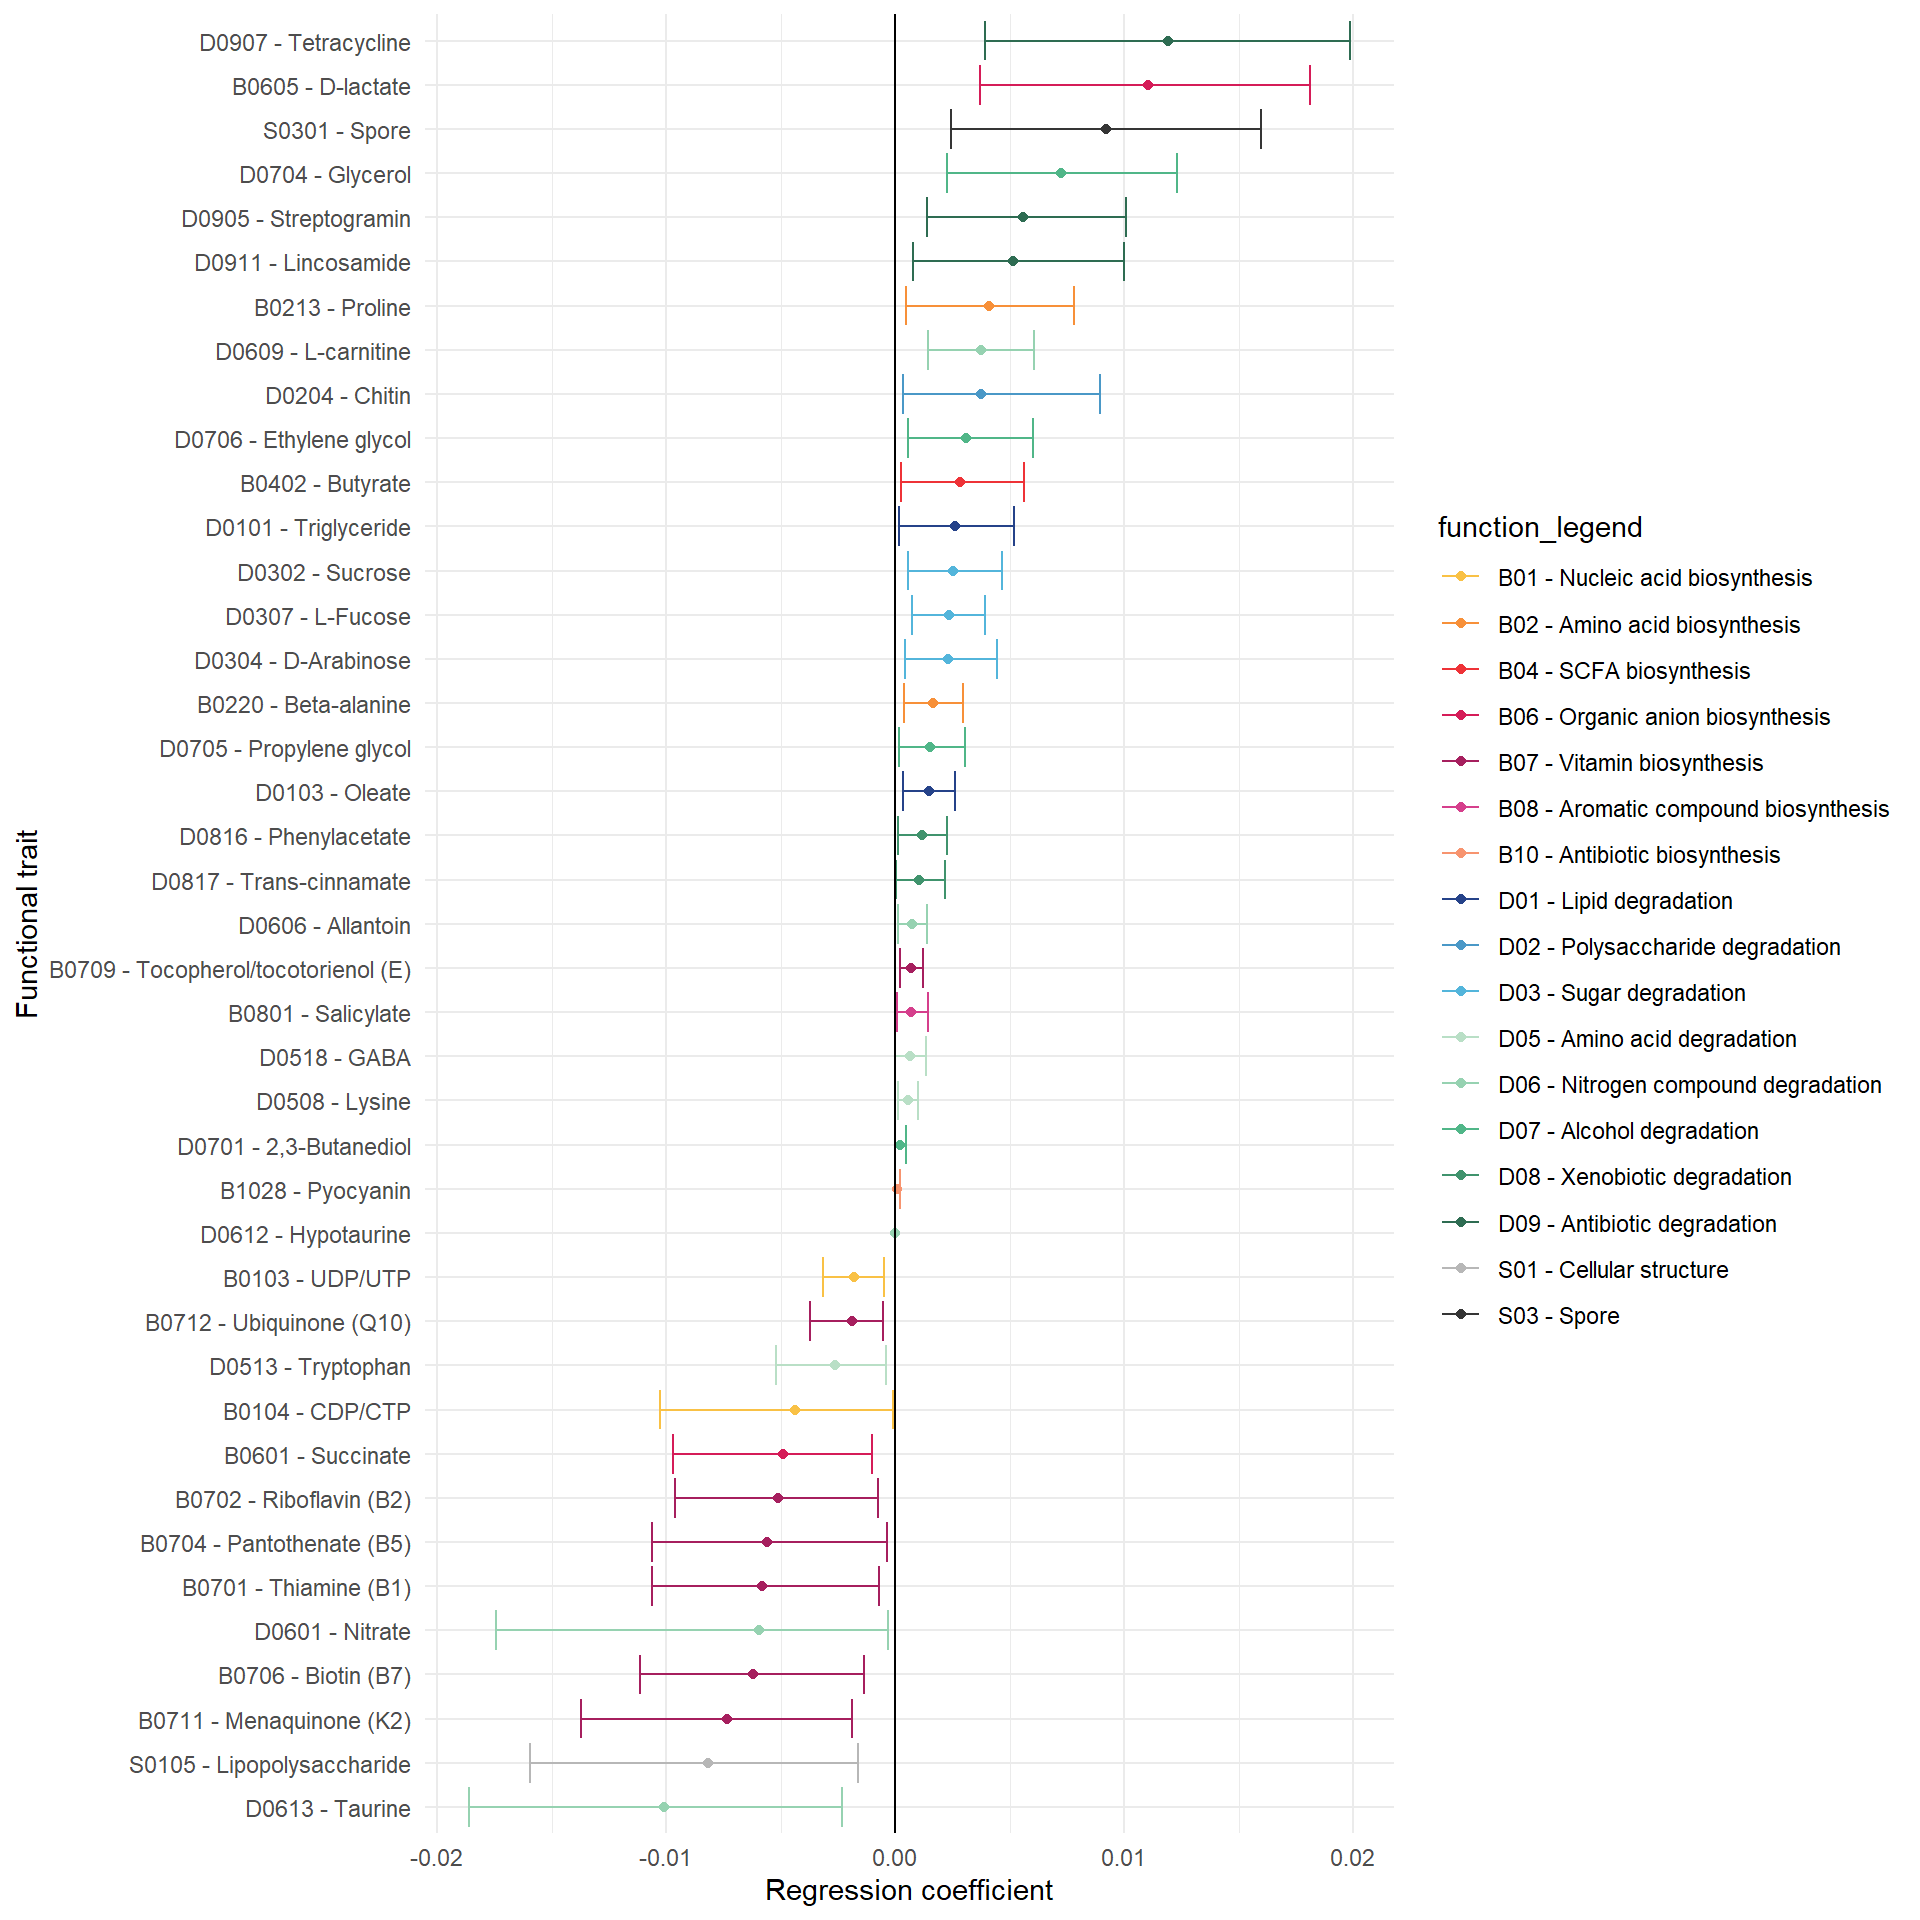 D0907 - Tetracycline
B0605 - D-lactate
S0301 - Spore
D0704 - Glycerol
D0905 - Streptogramin
D0911 - Lincosamide
B0213 - Proline
D0609 - L-carnitine
D0204 - Chitin
D0706 - Ethylene glycol
B0402 - Butyrate
D0101 - Triglyceride
D0302 - Sucrose
D0307 - L-Fucose
D0304 - D-Arabinose
B0220 - Beta-alanine
D0705 - Propylene glycol
D0103 - Oleate
D0816 - Phenylacetate
D0817 - Trans-cinnamate
D0606 - Allantoin
B0709 - Tocopherol/tocotorienol (E)
B0801 - Salicylate
D0518 - GABA
D0508 - Lysine
D0701 - 2,3-Butanediol
B1028 - Pyocyanin
D0612 - Hypotaurine
B0103 - UDP/UTP
B0712 - Ubiquinone (Q10)
D0513 - Tryptophan
B0104 - CDP/CTP
B0601 - Succinate
B0702 - Riboflavin (B2)
B0704 - Pantothenate (B5)
B0701 - Thiamine (B1)
D0601 - Nitrate
B0706 - Biotin (B7)
B0711 - Menaquinone (K2)
S0105 - Lipopolysaccharide
D0613 - Taurine
Functional trait
-0.02 -0.01 0.00 0.01 0.02
Regression coefficient
function_legend
B01 - Nucleic acid biosynthesis
B02 - Amino acid biosynthesis
B04 - SCFA biosynthesis
B06 - Organic anion biosynthesis
B07 - Vitamin biosynthesis
B08 - Aromatic compound biosynthesis
B10 - Antibiotic biosynthesis
D01 - Lipid degradation
D02 - Polysaccharide degradation
D03 - Sugar degradation
D05 - Amino acid degradation
D06 - Nitrogen compound degradation
D07 - Alcohol degradation
D08 - Xenobiotic degradation
D09 - Antibiotic degradation
S01 - Cellular structure
S03 - Spore